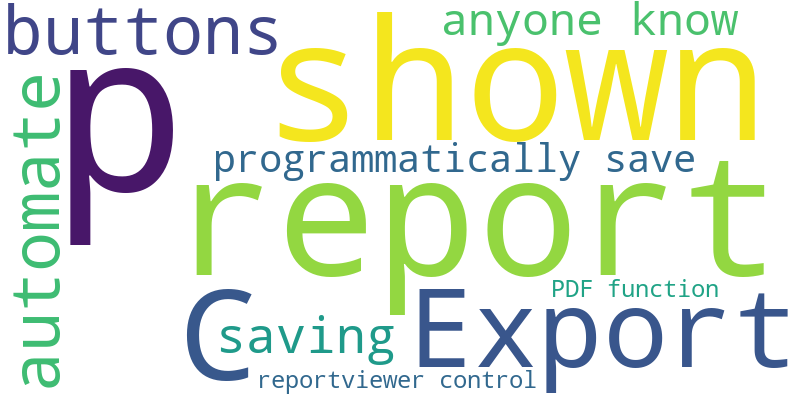 buttons
anyone know
shown
p
automate
programmatically save
report
PDF function
C
Export
saving
reportviewer control